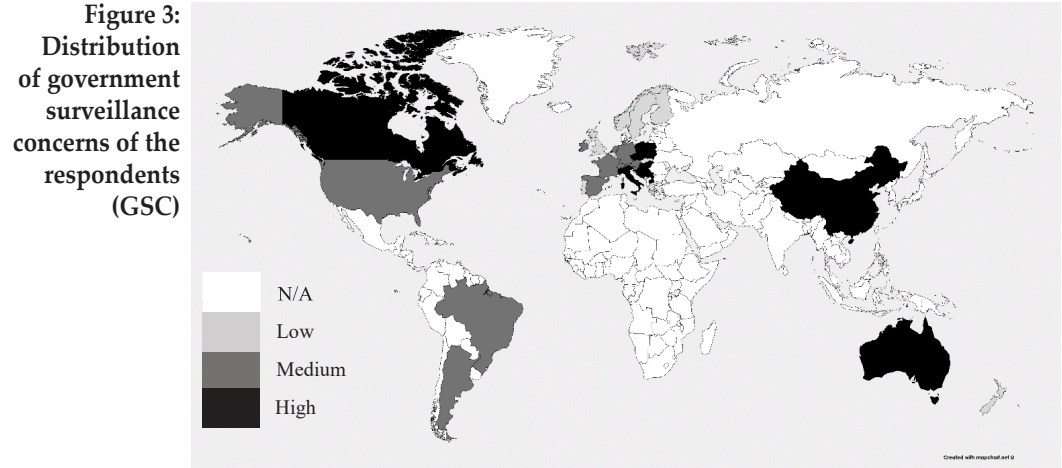 Figure 3:
Distribution
of government
surveillance
concerns of the
respondents
(GSC)
N/A
Low
Medium
High
Created with mapchart.net ©